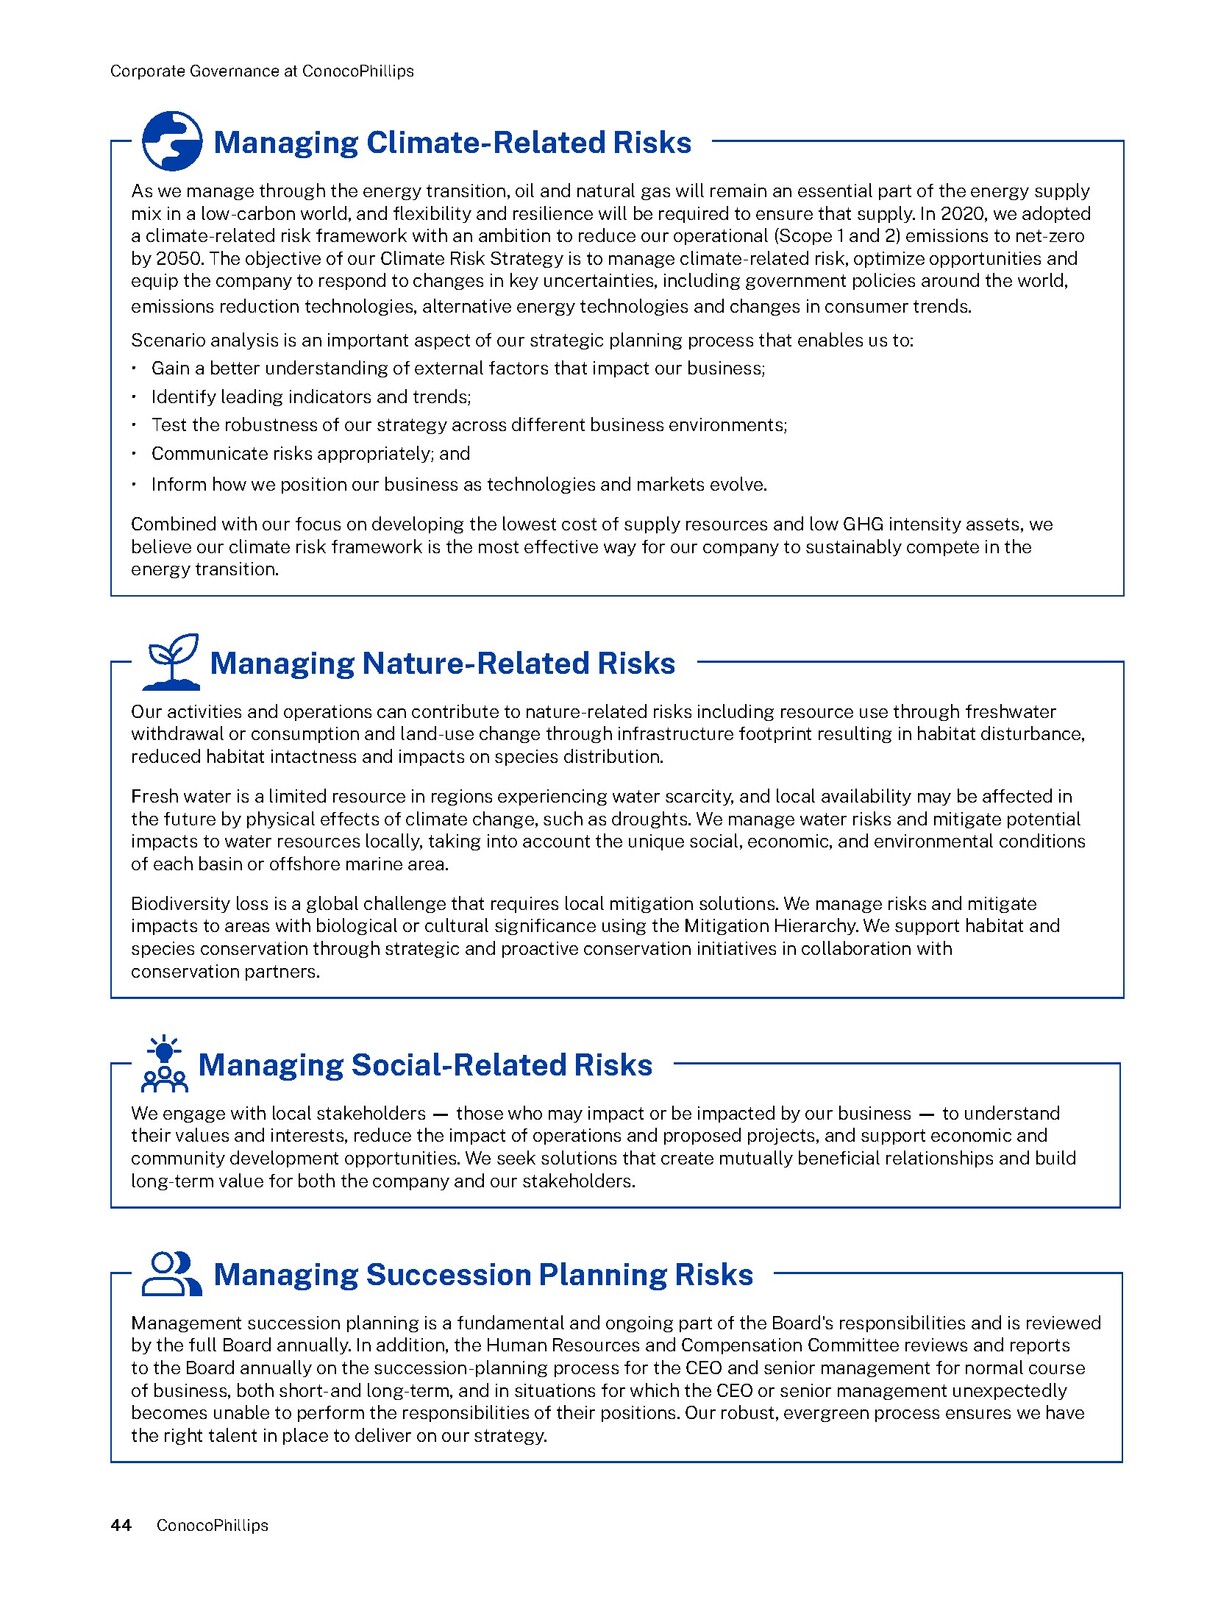 Corporate Governance at ConocoPhillips
Managing Climate-Related Risks
As we manage through the energy transition, oil and natural gas will remain an essential part of the energy supply
mix in a low-carbon world, and flexibility and resilience will be required to ensure that supply. In 2020, we adopted
a climate-related risk framework with an ambition to reduce our operational (Scope 1 and 2) emissions to net-zero
by 2050. The objective of our Climate Risk Strategy is to manage climate-related risk, optimize opportunities and
equip the company to respond to changes in key uncertainties, including government policies around the world,
emissions reduction technologies, alternative energy technologies and changes in consumer trends.
Scenario analysis is an important aspect of our strategic planning process that enables us to:
• Gain a better understanding of external factors that impact our business;
• Identify leading indicators and trends;
• Test the robustness of our strategy across different business environments;
• Communicate risks appropriately; and
• Inform how we position our business as technologies and markets evolve.
Combined with our focus on developing the lowest cost of supply resources and low GHG intensity assets, we
believe our climate risk framework is the most effective way for our company to sustainably compete in the
energy transition.
Managing Nature-Related Risks
Our activities and operations can contribute to nature-related risks including resource use through freshwater
withdrawal or consumption and land-use change through infrastructure footprint resulting in habitat disturbance,
reduced habitat intactness and impacts on species distribution.
Fresh water is a limited resource in regions experiencing water scarcity, and local availability may be affected in
the future by physical effects of climate change, such as droughts. We manage water risks and mitigate potential
impacts to water resources locally, taking into account the unique social, economic, and environmental conditions
of each basin or offshore marine area.
Biodiversity loss is a global challenge that requires local mitigation solutions. We manage risks and mitigate
impacts to areas with biological or cultural significance using the Mitigation Hierarchy. We support habitat and
species conservation through strategic and proactive conservation initiatives in collaboration with
conservation partners.
Managing Social-Related Risks
We engage with local stakeholders — those who may impact or be impacted by our business — to understand
their values and interests, reduce the impact of operations and proposed projects, and support economic and
community development opportunities. We seek solutions that create mutually beneficial relationships and build
long-term value for both the company and our stakeholders.
Managing Succession Planning Risks
Management succession planning is a fundamental and ongoing part of the Board's responsibilities and is reviewed
by the full Board annually. In addition, the Human Resources and Compensation Committee reviews and reports
to the Board annually on the succession-planning process for the CEO and senior management for normal course
of business, both short- and long-term, and in situations for which the CEO or senior management unexpectedly
becomes unable to perform the responsibilities of their positions. Our robust, evergreen process ensures we have
the right talent in place to deliver on our strategy.
44 ConocoPhillips